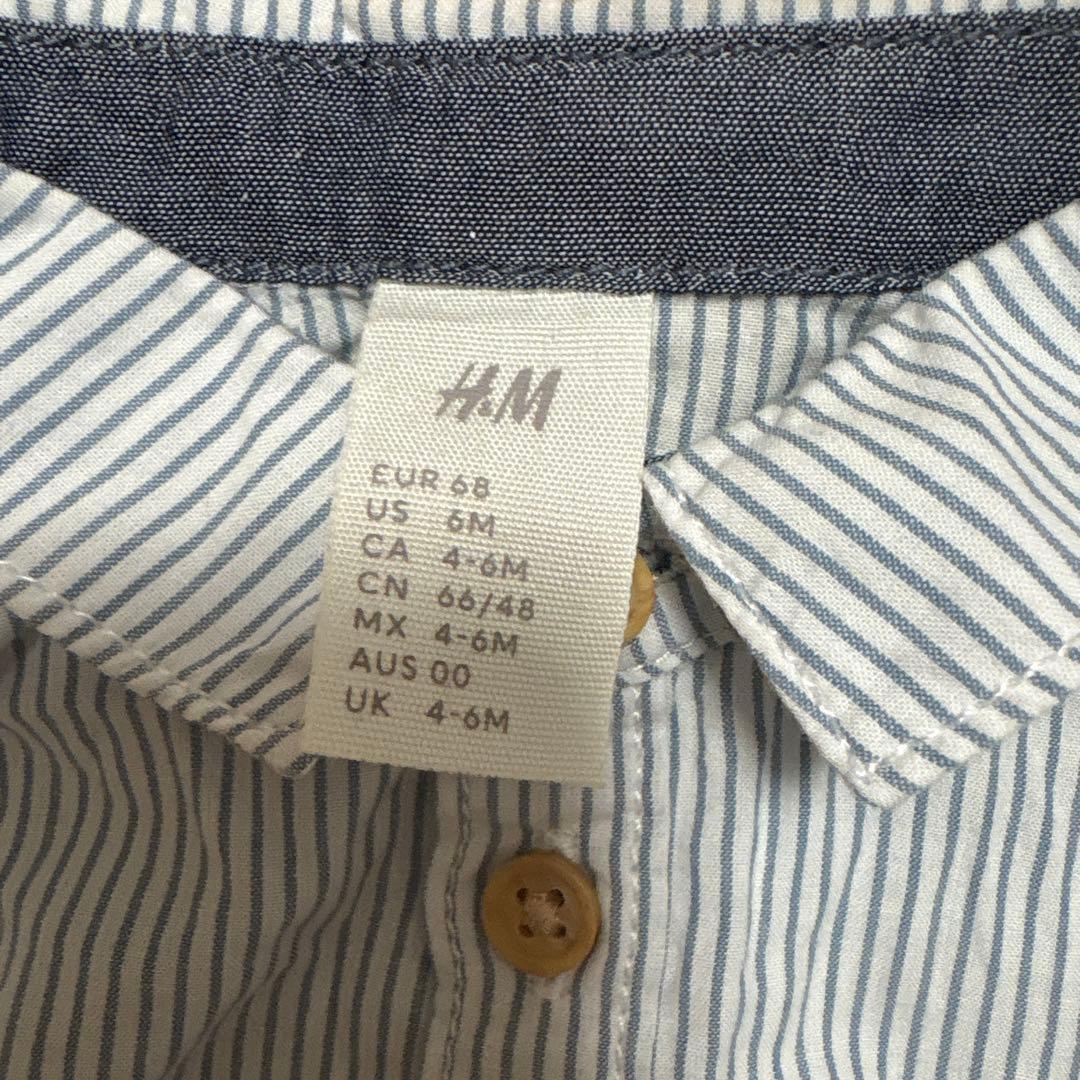 H&M
EUR 68
US 6M
CA 4-6M
CN 66/48
MX 4-6M
AUS 00
UK 4-6M